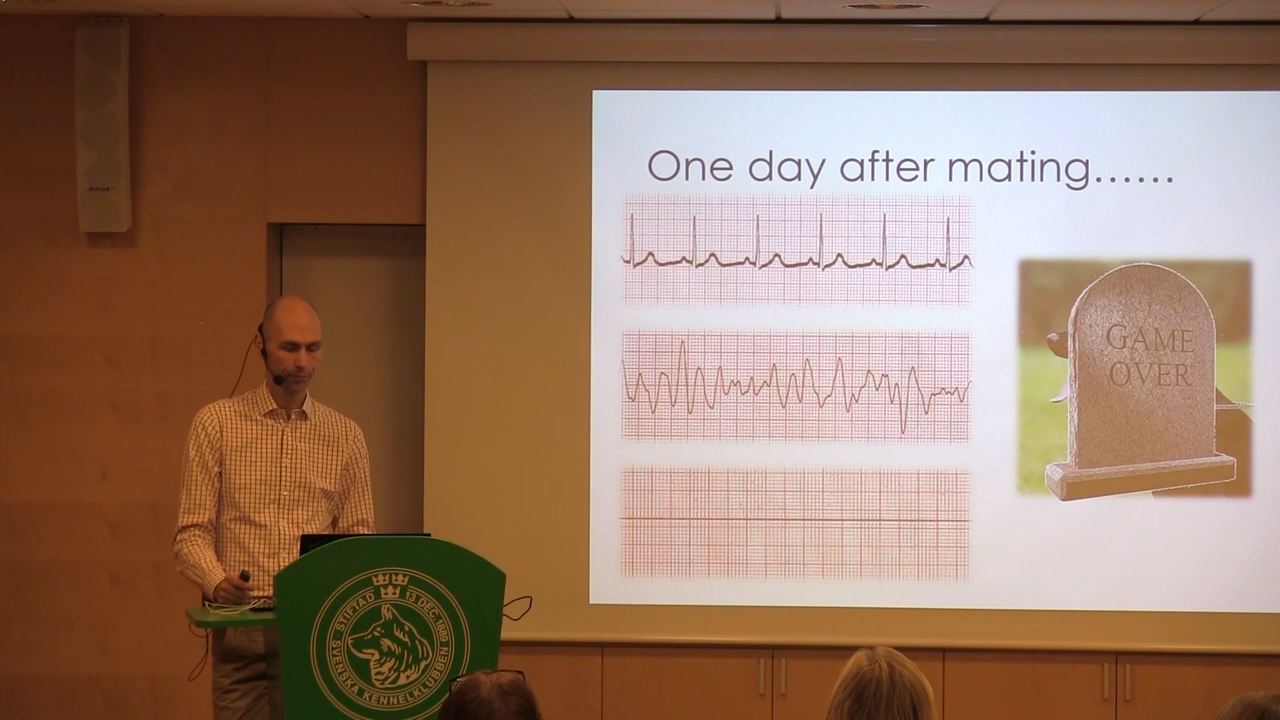 One day after mating......
GAME
OVER
STIFTAD 13 DEC. 1889
SVENSKA KENNELKLUBBEN